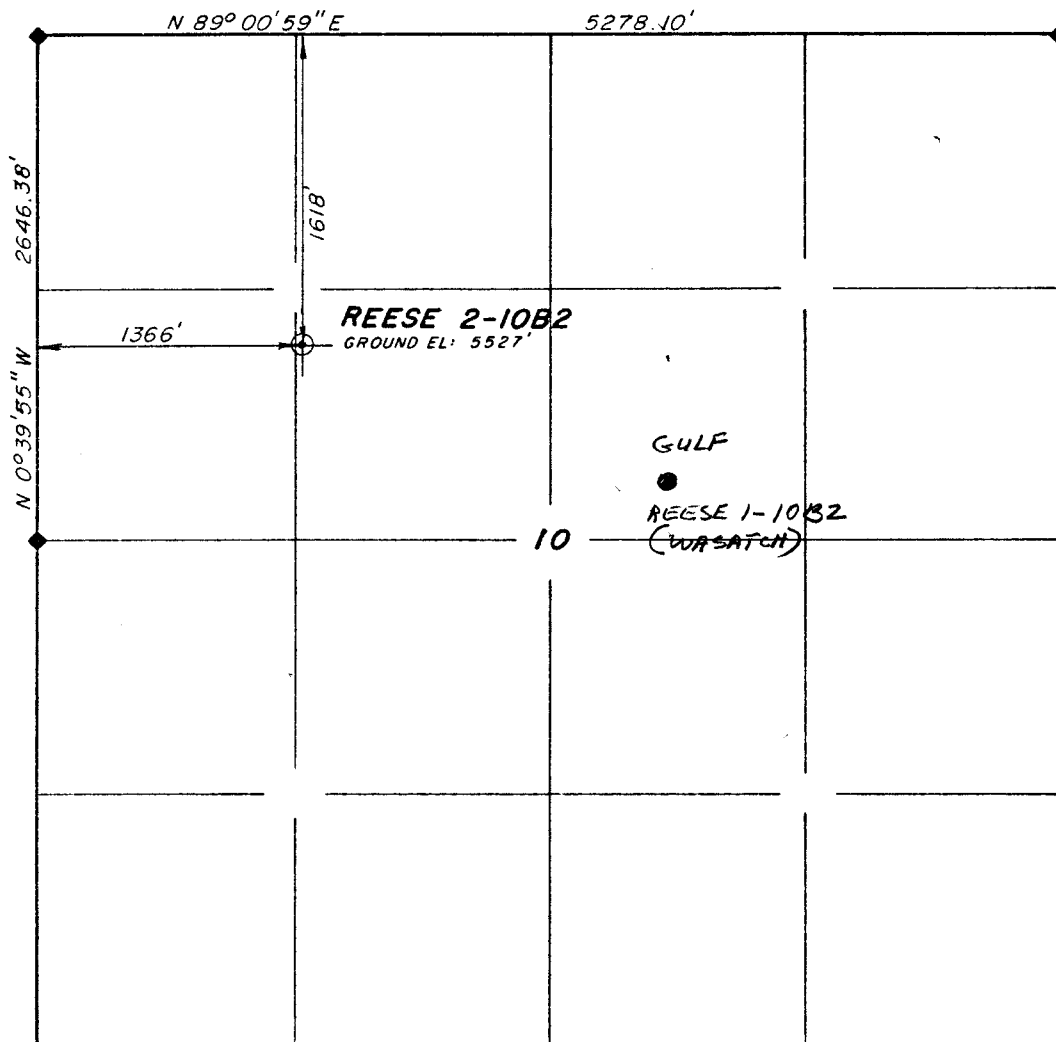 N 89° 00' 59" E 5278.10'
N 0° 39' 55" W 2646.38'
1618'
1366'
REESE 2-10B2
GROUND EL: 5527'
GULF
REESE 1-10B2
(WASATCH)
10